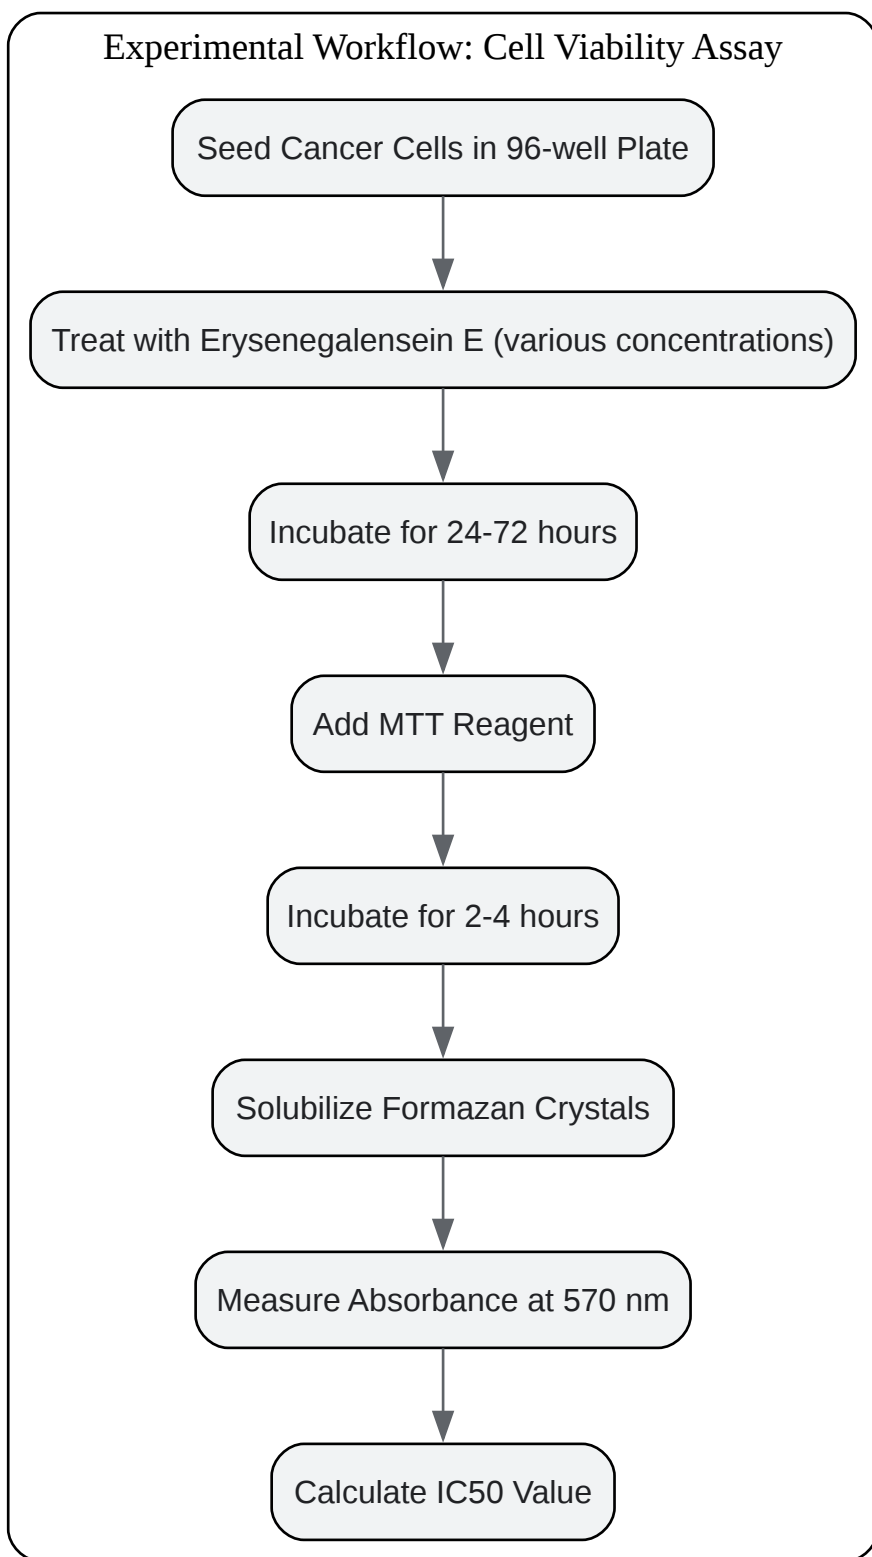 Experimental Workflow: Cell Viability Assay
Seed Cancer Cells in 96-well Plate
Treat with Erysenegalensein E (various concentrations)
Incubate for 24-72 hours
Add MTT Reagent
Incubate for 2-4 hours
Solubilize Formazan Crystals
Measure Absorbance at 570 nm
Calculate IC50 Value